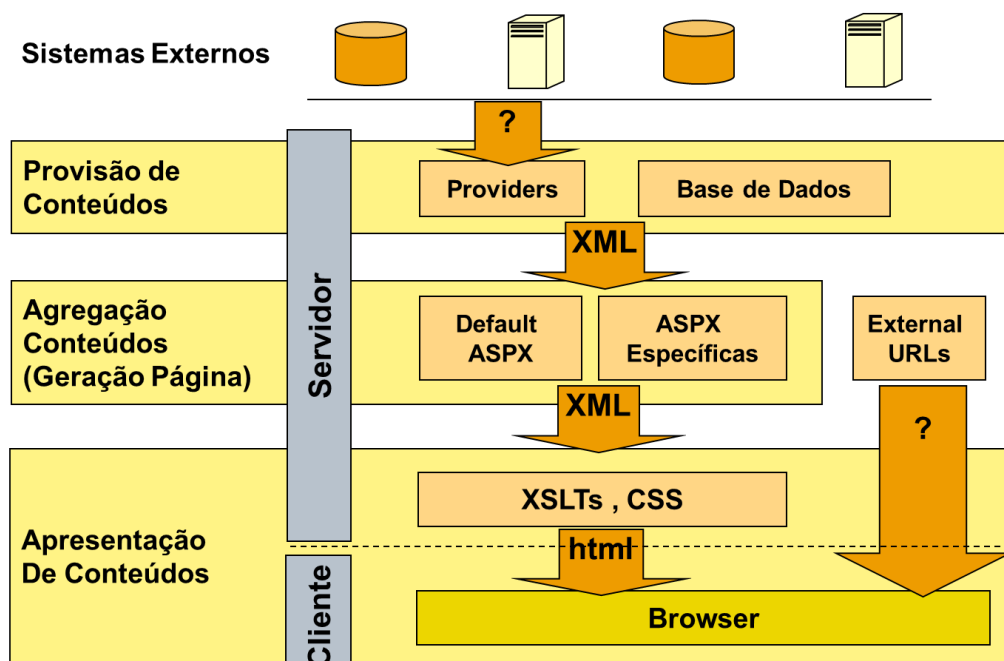 Sistemas Externos
?
Provisão de
Conteúdos
Providers
Base de Dados
XML
Servidor
Agregação
Conteúdos
(Geração Página)
Default
ASPX
ASPX
Específicas
External
URLs
XML
?
XSLTs , CSS
Apresentação
De Conteúdos
html
Cliente
Browser